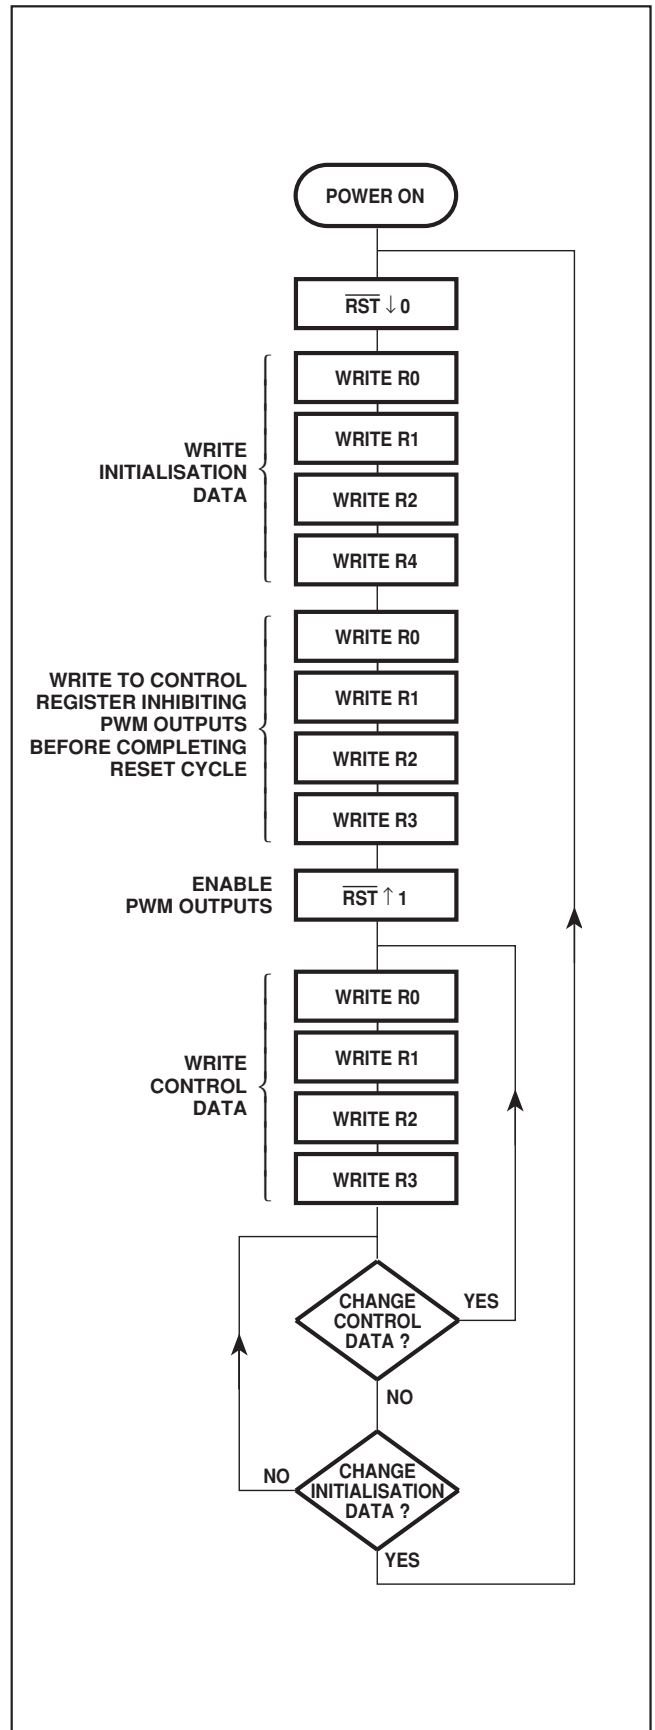 POWER ON
RST ↓ 0
WRITE R0
WRITE R1
WRITE R2
WRITE R4
WRITE
INITIALISATION
DATA
WRITE R0
WRITE R1
WRITE R2
WRITE R3
WRITE TO CONTROL
REGISTER INHIBITING
PWM OUTPUTS
BEFORE COMPLETING
RESET CYCLE
ENABLE
PWM OUTPUTS
RST ↑ 1
WRITE R0
WRITE R1
WRITE R2
WRITE R3
WRITE
CONTROL
DATA
CHANGE
CONTROL
DATA ?
YES
NO
CHANGE
INITIALISATION
DATA ?
NO
YES